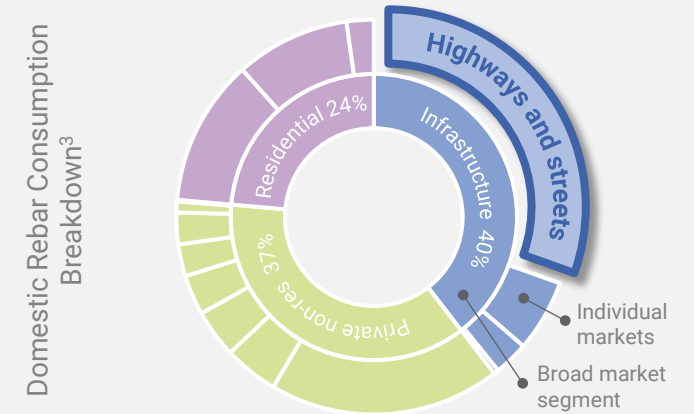 Domestic Rebar Consumption
Breakdown³
Highways and streets
Residential 24%
Infrastructure 40%
Private non-res 37%
Individual
markets
Broad market
segment